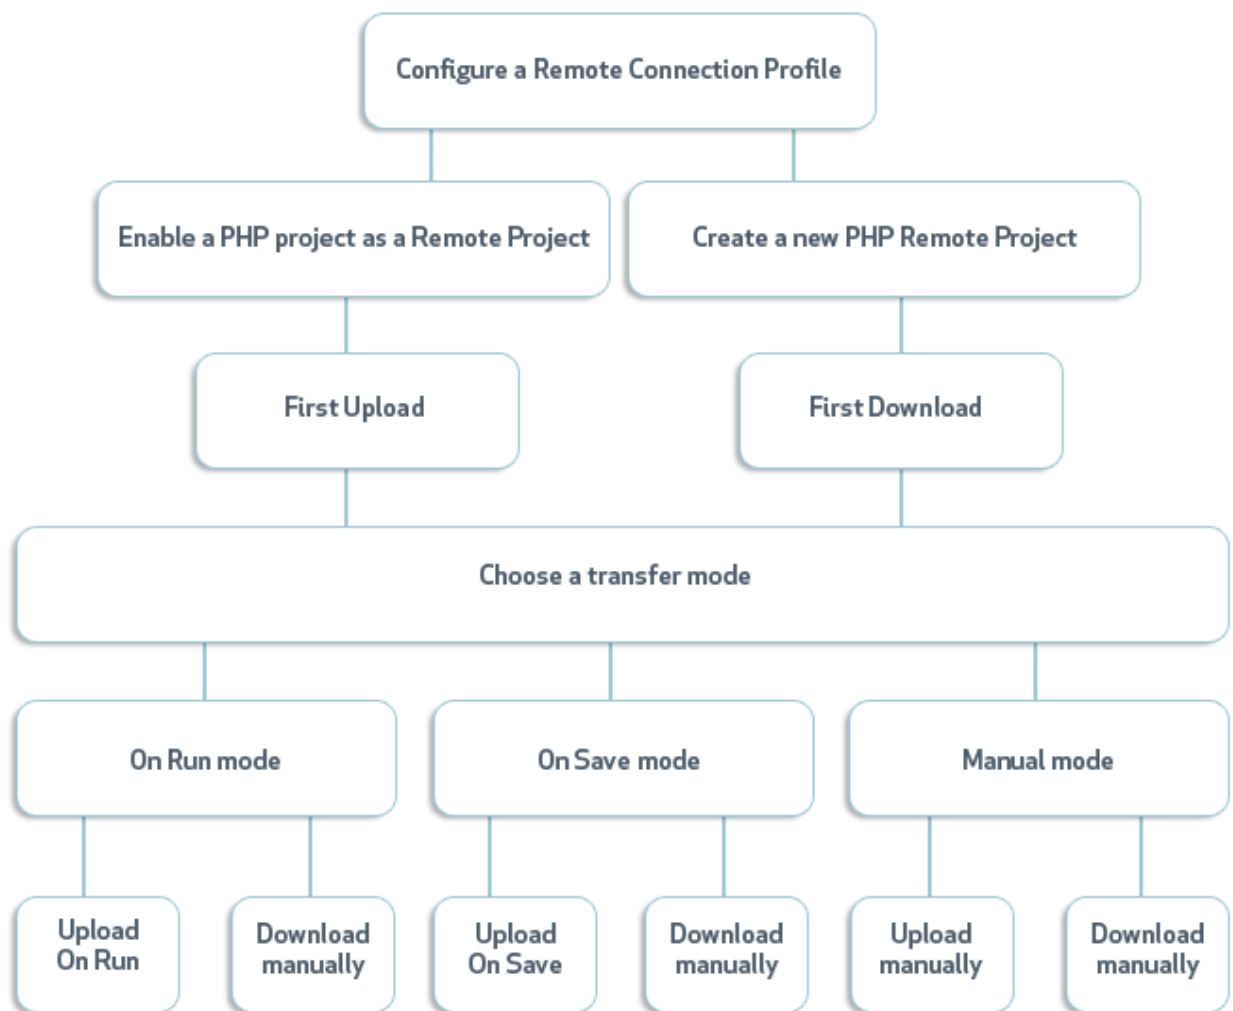 Configure a Remote Connection Profile
Enable a PHP project as a Remote Project
Create a new PHP Remote Project
First Upload
First Download
Choose a transfer mode
On Run mode
On Save mode
Manual mode
Upload
On Run
Download
manually
Upload
On Save
Download
manually
Upload
manually
Download
manually